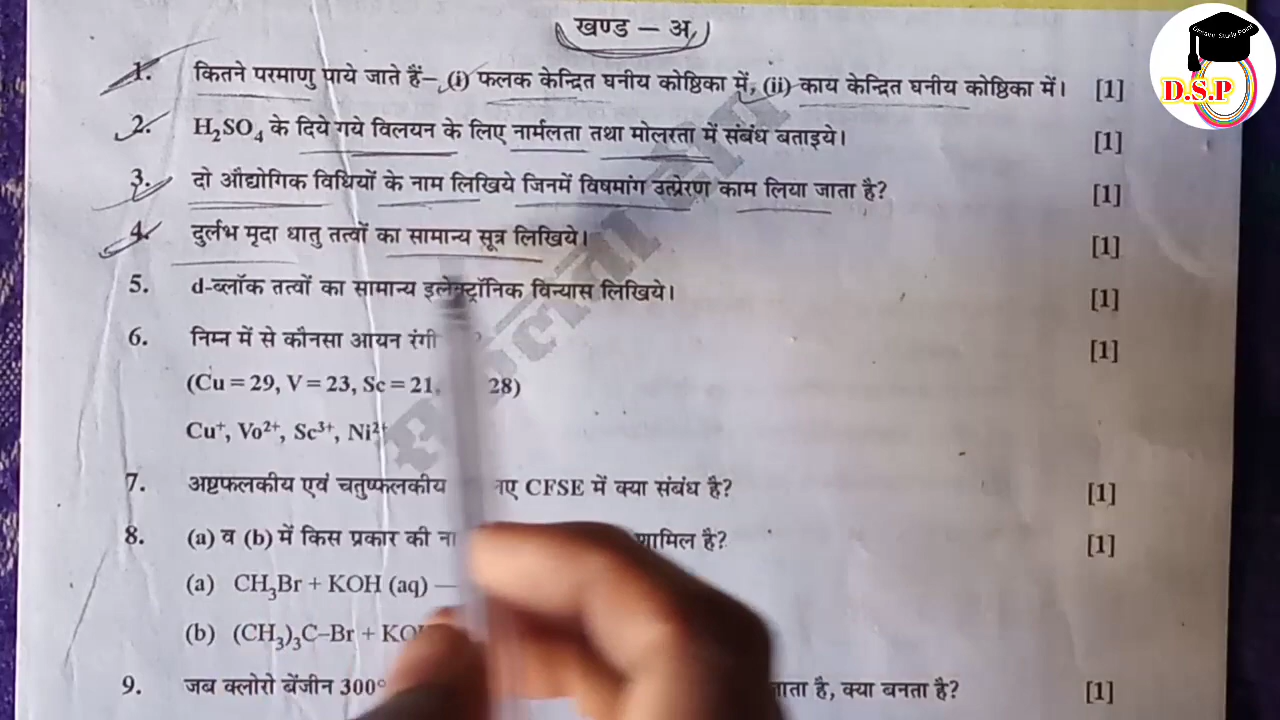 खण्ड – अ
1. कितने परमाणु पाये जाते हैं– (i) फलक केन्द्रित घनीय कोष्ठिका में, (ii) काय केन्द्रित घनीय कोष्ठिका में। [1]
2. H₂SO₄ के दिये गये विलयन के लिए नार्मलता तथा मोलरता में संबंध बताइये। [1]
3. दो औद्योगिक विधियों के नाम लिखिये जिनमें विषमांग उत्प्रेरण काम लिया जाता है? [1]
4. दुर्लभ मृदा धातु तत्वों का सामान्य सूत्र लिखिये। [1]
5. d-ब्लॉक तत्वों का सामान्य इलेक्ट्रॉनिक विन्यास लिखिये। [1]
6. निम्न में से कौनसा आयन रंगी [1]
(Cu = 29, V = 23, Sc = 21, 28)
Cu⁺, Vo²⁺, Sc³⁺, Ni²⁺
7. अष्टफलकीय एवं चतुष्फलकीय CFSE में क्या संबंध है? [1]
8. (a) व (b) में किस प्रकार की है? [1]
(a) CH₃Br + KOH (aq) —
(b) (CH₃)₃C–Br +
9. जब क्लोरो बेंजीन 300° है, क्या बनता है? [1]
D.S.P